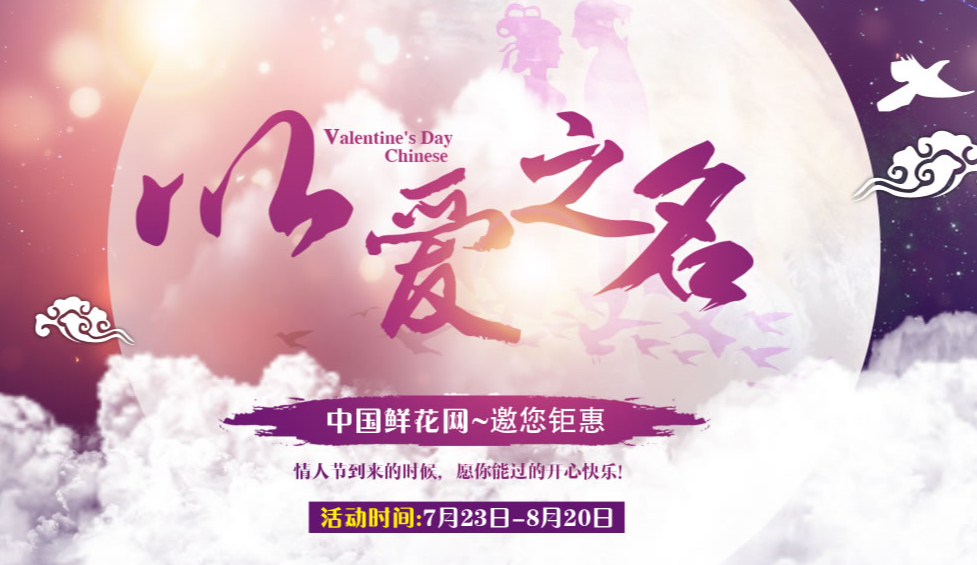 以爱之名
Valentine's Day
Chinese
中国鲜花网~邀您钜惠
情人节到来的时候，愿你能过的开心快乐!
活动时间:7月23日-8月20日